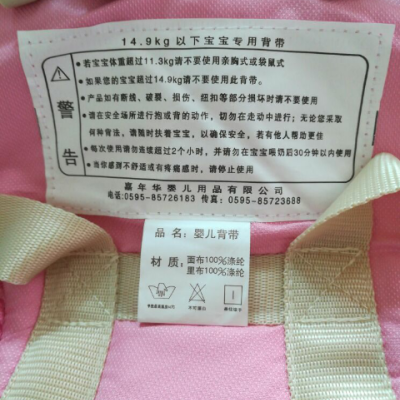 14.9kg以下宝宝专用背带
警告
●若宝宝体重超过11.3kg请不要使用亲胸式或袋鼠式
●如果您的宝宝超过14.9kg请不要使用此背带。
●产品如有断线、破裂、损伤、纽扣等部分损坏时请不要使用
●请在安全场所进行抱或背的动作，切勿在走动中进行；无论您采取
何种背法，请随时扶着宝宝，以确保安全，若有他人帮助更好
●每次使用请勿连续超过2个小时，并请勿在宝宝喝奶后30分钟以内使用
●当你感到不舒适或有疼痛感时，请立即停止使用
嘉年华婴儿用品有限公司
电话：0595-85726183 传真：0595-85723688
品名：婴儿背带
材质：面布100%涤纶
里布100%涤纶